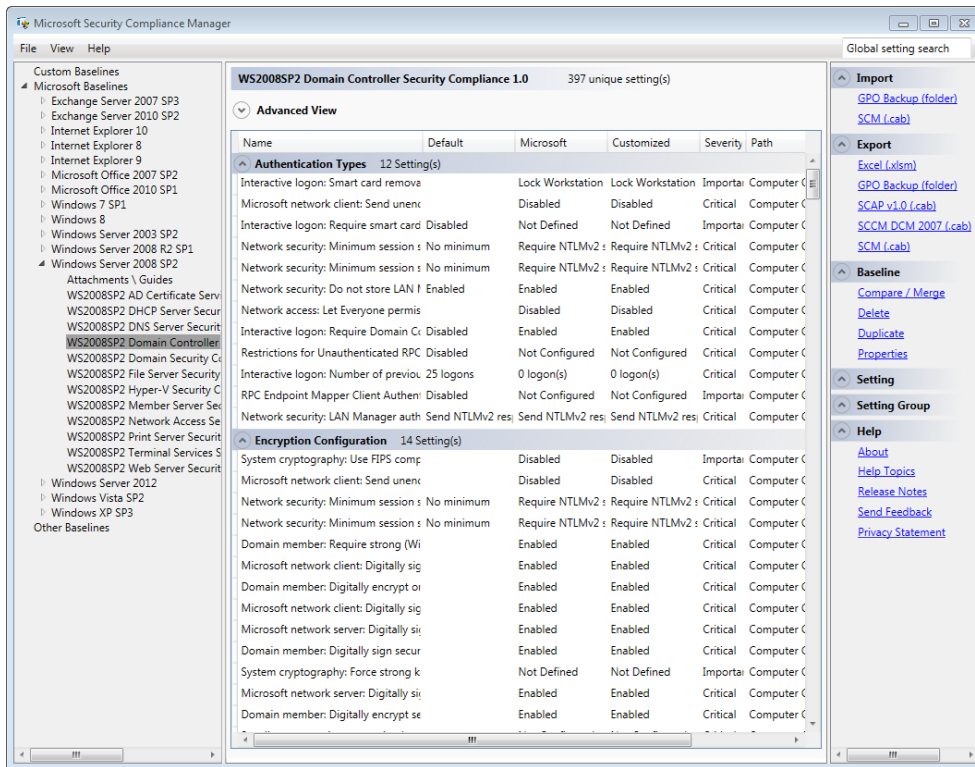 Microsoft Security Compliance Manager
File View Help
Global setting search
Custom Baselines
Microsoft Baselines
Exchange Server 2007 SP3
Exchange Server 2010 SP2
Internet Explorer 10
Internet Explorer 8
Internet Explorer 9
Microsoft Office 2007 SP2
Microsoft Office 2010 SP1
Windows 7 SP1
Windows 8
Windows Server 2003 SP2
Windows Server 2008 R2 SP1
Windows Server 2008 SP2
Attachments \ Guides
WS2008SP2 AD Certificate Servi
WS2008SP2 DHCP Server Secur
WS2008SP2 DNS Server Securit
WS2008SP2 Domain Controller
WS2008SP2 Domain Security Co
WS2008SP2 File Server Security
WS2008SP2 Hyper-V Security C
WS2008SP2 Member Server Sec
WS2008SP2 Network Access Se
WS2008SP2 Print Server Securit
WS2008SP2 Terminal Services S
WS2008SP2 Web Server Securit
Windows Server 2012
Windows Vista SP2
Windows XP SP3
Other Baselines
WS2008SP2 Domain Controller Security Compliance 1.0 397 unique setting(s)
Advanced View
Name Default Microsoft Customized Severity Path
Authentication Types 12 Setting(s)
Interactive logon: Smart card remova Lock Workstation Lock Workstation Importai Computer C
Microsoft network client: Send unenc Disabled Disabled Critical Computer C
Interactive logon: Require smart card Disabled Not Defined Not Defined Importai Computer C
Network security: Minimum session s No minimum Require NTLMv2 s Require NTLMv2 s Critical Computer C
Network security: Minimum session s No minimum Require NTLMv2 s Require NTLMv2 s Critical Computer C
Network security: Do not store LAN M Enabled Enabled Enabled Critical Computer C
Network access: Let Everyone permis Disabled Disabled Critical Computer C
Interactive logon: Require Domain Co Disabled Enabled Enabled Critical Computer C
Restrictions for Unauthenticated RPC Disabled Not Configured Not Configured Critical Computer C
Interactive logon: Number of previou 25 logons 0 logon(s) 0 logon(s) Critical Computer C
RPC Endpoint Mapper Client Authent Disabled Not Configured Not Configured Importai Computer C
Network security: LAN Manager auth Send NTLMv2 resp Send NTLMv2 resp Send NTLMv2 resp Critical Computer C
Encryption Configuration 14 Setting(s)
System cryptography: Use FIPS comp Disabled Disabled Importai Computer C
Microsoft network client: Send unenc Disabled Disabled Critical Computer C
Network security: Minimum session s No minimum Require NTLMv2 s Require NTLMv2 s Critical Computer C
Network security: Minimum session s No minimum Require NTLMv2 s Require NTLMv2 s Critical Computer C
Domain member: Require strong (Wi Enabled Enabled Critical Computer C
Microsoft network client: Digitally sig Enabled Enabled Critical Computer C
Domain member: Digitally encrypt or Enabled Enabled Critical Computer C
Microsoft network client: Digitally sig Enabled Enabled Critical Computer C
Microsoft network server: Digitally sig Enabled Enabled Critical Computer C
Domain member: Digitally sign secur Enabled Enabled Critical Computer C
System cryptography: Force strong k Not Defined Not Defined Importai Computer C
Microsoft network server: Digitally sig Enabled Enabled Critical Computer C
Domain member: Digitally encrypt se Enabled Enabled Critical Computer C
Import
GPO Backup (folder)
SCM (.cab)
Export
Excel (.xlsm)
GPO Backup (folder)
SCAP v1.0 (.cab)
SCCM DCM 2007 (.cab)
SCM (.cab)
Baseline
Compare / Merge
Delete
Duplicate
Properties
Setting
Setting Group
Help
About
Help Topics
Release Notes
Send Feedback
Privacy Statement